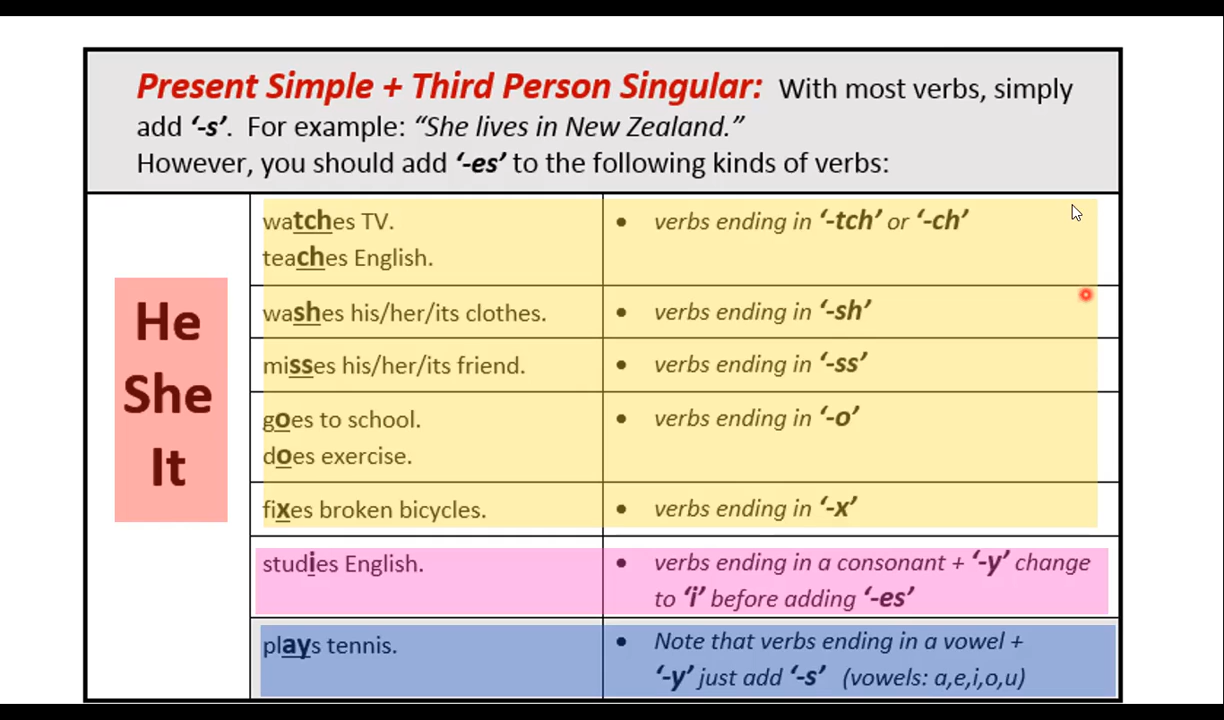 Present Simple + Third Person Singular: With most verbs, simply
add ‘-s’. For example: “She lives in New Zealand.”
However, you should add ‘-es’ to the following kinds of verbs:
He
She
It
watches TV.
teaches English.
• verbs ending in ‘-tch’ or ‘-ch’
washes his/her/its clothes.
• verbs ending in ‘-sh’
misses his/her/its friend.
• verbs ending in ‘-ss’
goes to school.
does exercise.
• verbs ending in ‘-o’
fixes broken bicycles.
• verbs ending in ‘-x’
studies English.
• verbs ending in a consonant + ‘-y’ change
to ‘i’ before adding ‘-es’
plays tennis.
• Note that verbs ending in a vowel +
‘-y’ just add ‘-s’ (vowels: a,e,i,o,u)